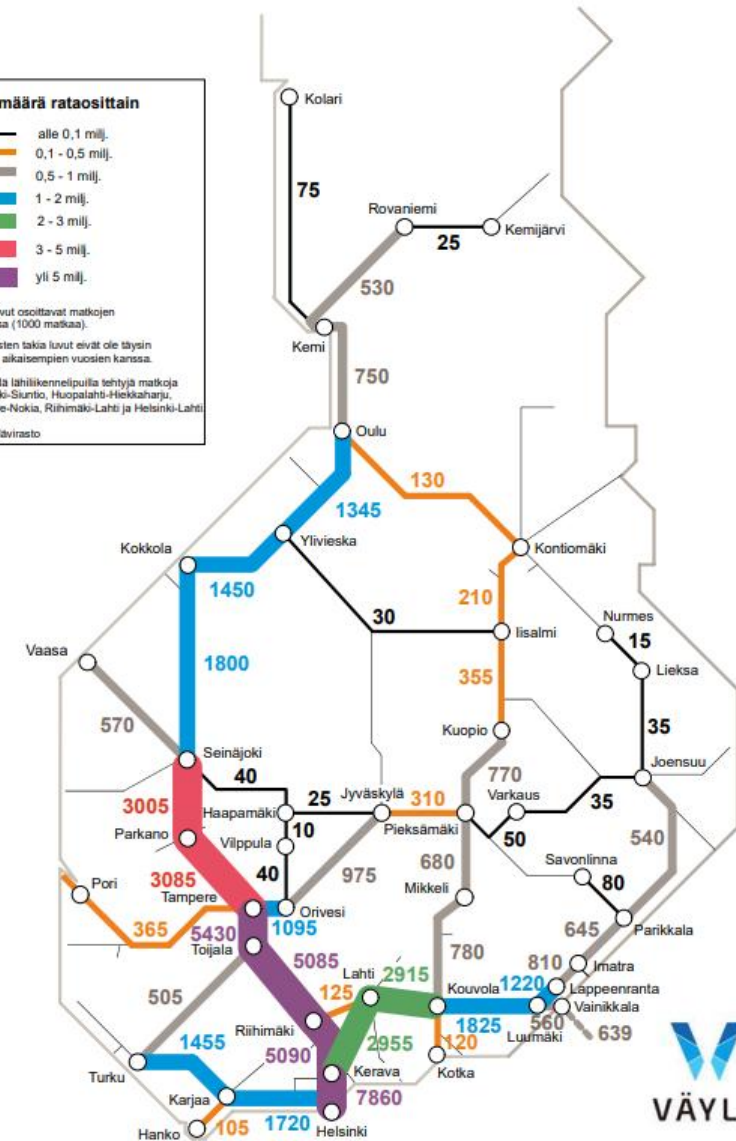 määrä rataosittain
alle 0,1 milj.
0,1 - 0,5 milj.
0,5 - 1 milj.
1 - 2 milj.
2 - 3 milj.
3 - 5 milj.
yli 5 milj.
vut osoittavat matkojen
sa (1000 matkaa).
sten takia luvut eivät ole täysin
aikaisempien vuosien kanssa.
lä lähiliikennelipuilla tehtyjä matkoja
ki-Siuntio, Huopalahti-Hiekkaharju,
re-Nokia, Riihimäki-Lahti ja Helsinki-Lahti
lävirasto
Kolari
75
Rovaniemi
25
Kemijärvi
530
Kemi
750
Oulu
130
1345
Ylivieska
Kokkola
Kontiomäki
1450
210
30
Nurmes
Iisalmi
15
Vaasa
1800
Lieksa
355
570
Kuopio
35
Seinäjoki
Joensuu
40
770
3005
Haapamäki
25
Jyväskylä
310
Varkaus
35
Parkano
10
Pieksämäki
50
540
Vilppula
3085
40
975
680
Savonlinna
80
Pori
Tampere
Mikkeli
365
1095
Orivesi
Parikkala
5430
645
Toijala
5085
780
810
Imatra
Lahti
2915
505
125
Kouvola
1220
Lappeenranta
Vainikkala
Riihimäki
1825
560
1455
5090
2955
120
Luumäki
639
Turku
Kerava
Kotka
Karjaa
7860
Hanko
105
1720
Helsinki
VÄYL